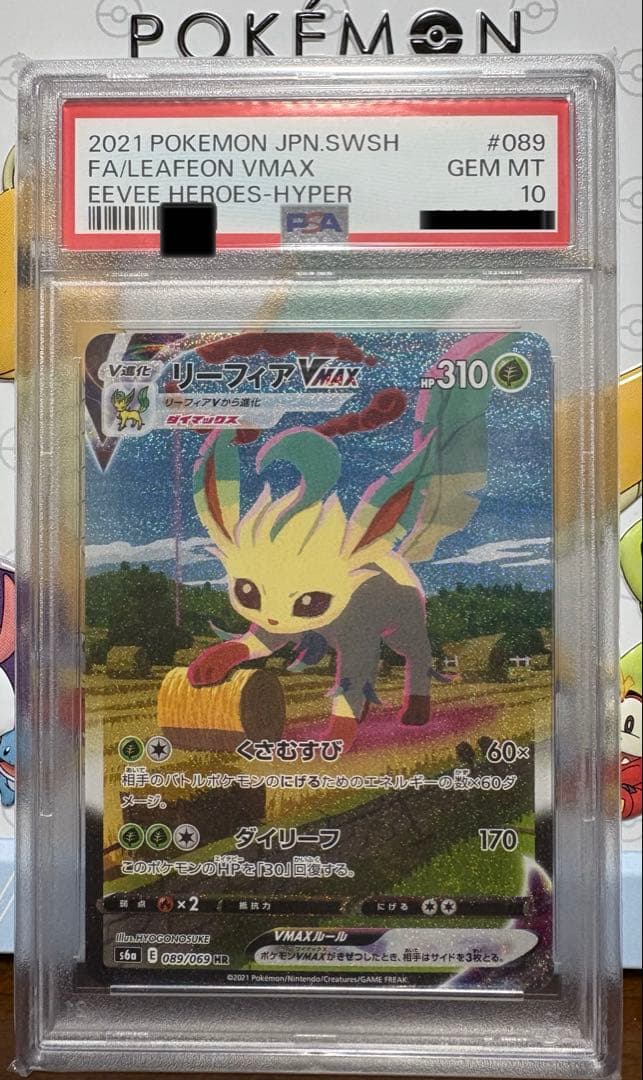 POKÉMON
2021 POKEMON JPN.SWSH #089
FA/LEAFEON VMAX GEM MT
EEVEE HEROES-HYPER 10
PSA
V進化 リーフィアVMAX HP310
リーフィアVから進化
ダイマックス
くさむすび 60×
相手のバトルポケモンのにげるためのエネルギーの数×60ダ
メージ。
ダイリーフ 170
このポケモンのHPを「30」回復する。
弱点 ×2 抵抗力 にげる
Illus. HYOGONOSUKE VMAXルール
s6a E 089/069 HR ポケモンVMAXがきぜつしたとき、相手はサイドを3枚とる。
©2021 Pokémon/Nintendo/Creatures/GAME FREAK.